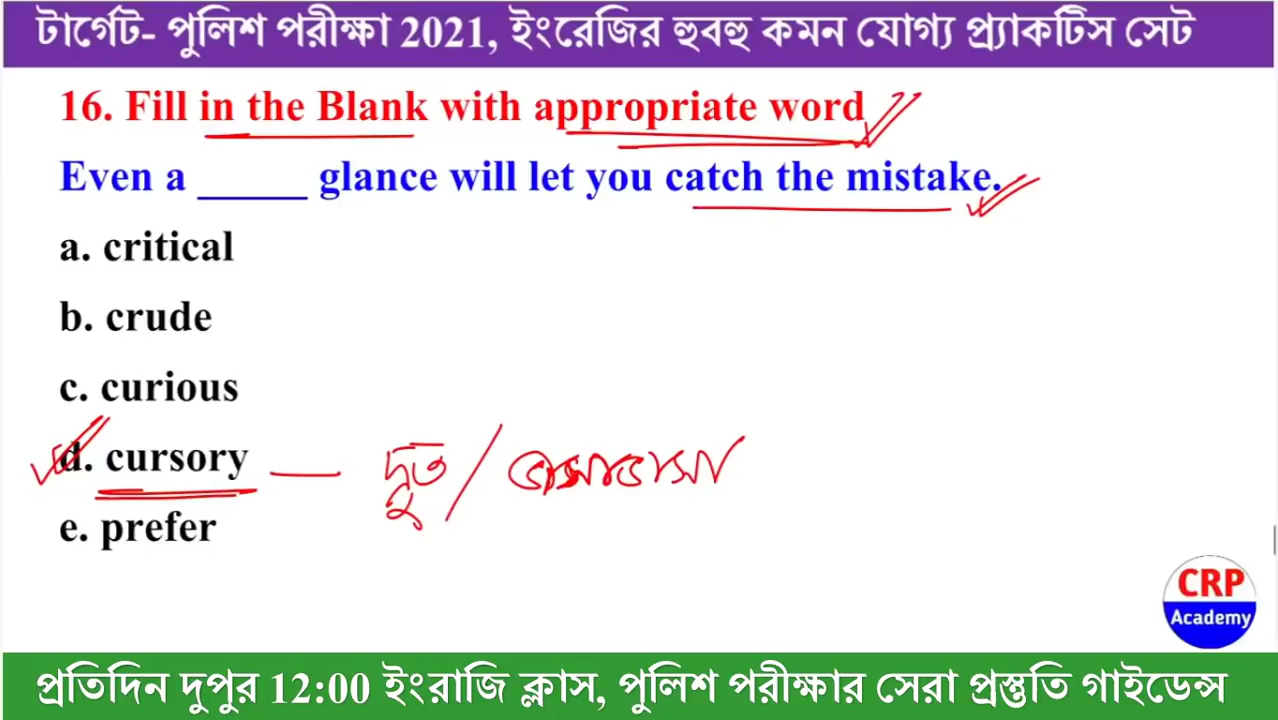 টার্গেট- পুলিশ পরীক্ষা 2021, ইংরেজির হুবহু কমন যোগ্য প্র্যাকটিস সেট
16. Fill in the Blank with appropriate word
Even a _____ glance will let you catch the mistake.
a. critical
b. crude
c. curious
d. cursory — দ্রুত / ভাসাভাসা
e. prefer
CRP
Academy
প্রতিদিন দুপুর 12:00 ইংরাজি ক্লাস, পুলিশ পরীক্ষার সেরা প্রস্তুতি গাইডেন্স